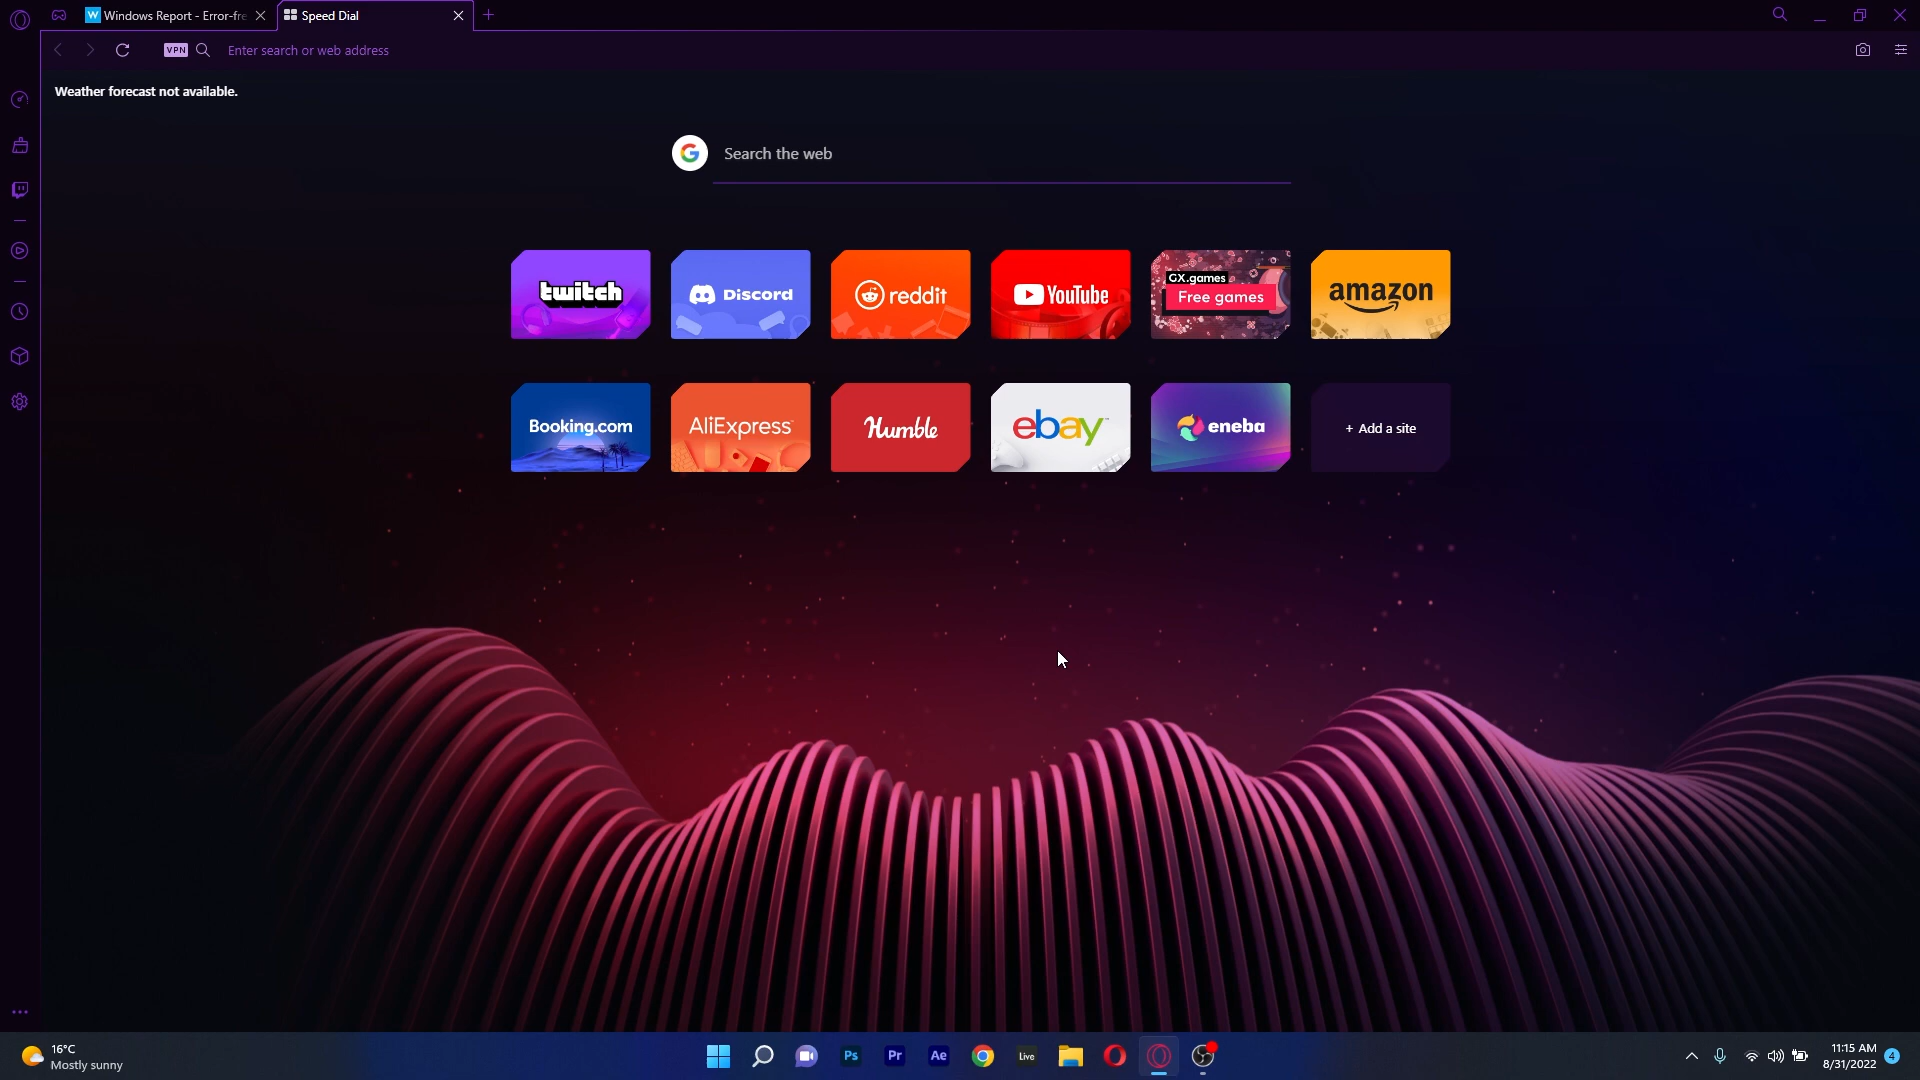 Windows Report - Error-fre
Speed Dial
VPN
Enter search or web address
Weather forecast not available.
G
Search the web
twitch
Discord
reddit
YouTube
GX.games
Free games
amazon
Booking.com
AliExpress
Humble
ebay™
eneba
+ Add a site
16°C
Mostly sunny
Ps
Pr
Ae
Live
11:15 AM
8/31/2022
4